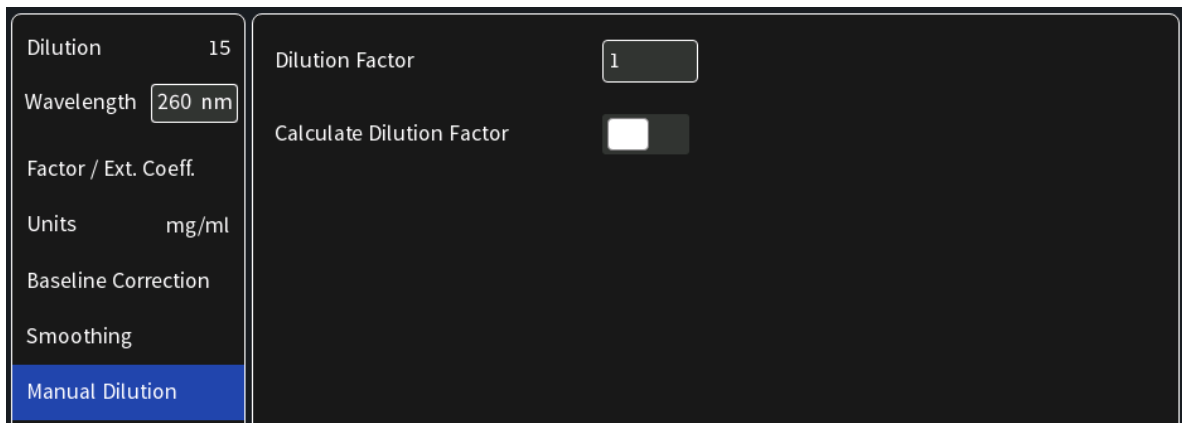 Dilution 15
Wavelength 260 nm
Factor / Ext. Coeff.
Units mg/ml
Baseline Correction
Smoothing
Manual Dilution
Dilution Factor 1
Calculate Dilution Factor